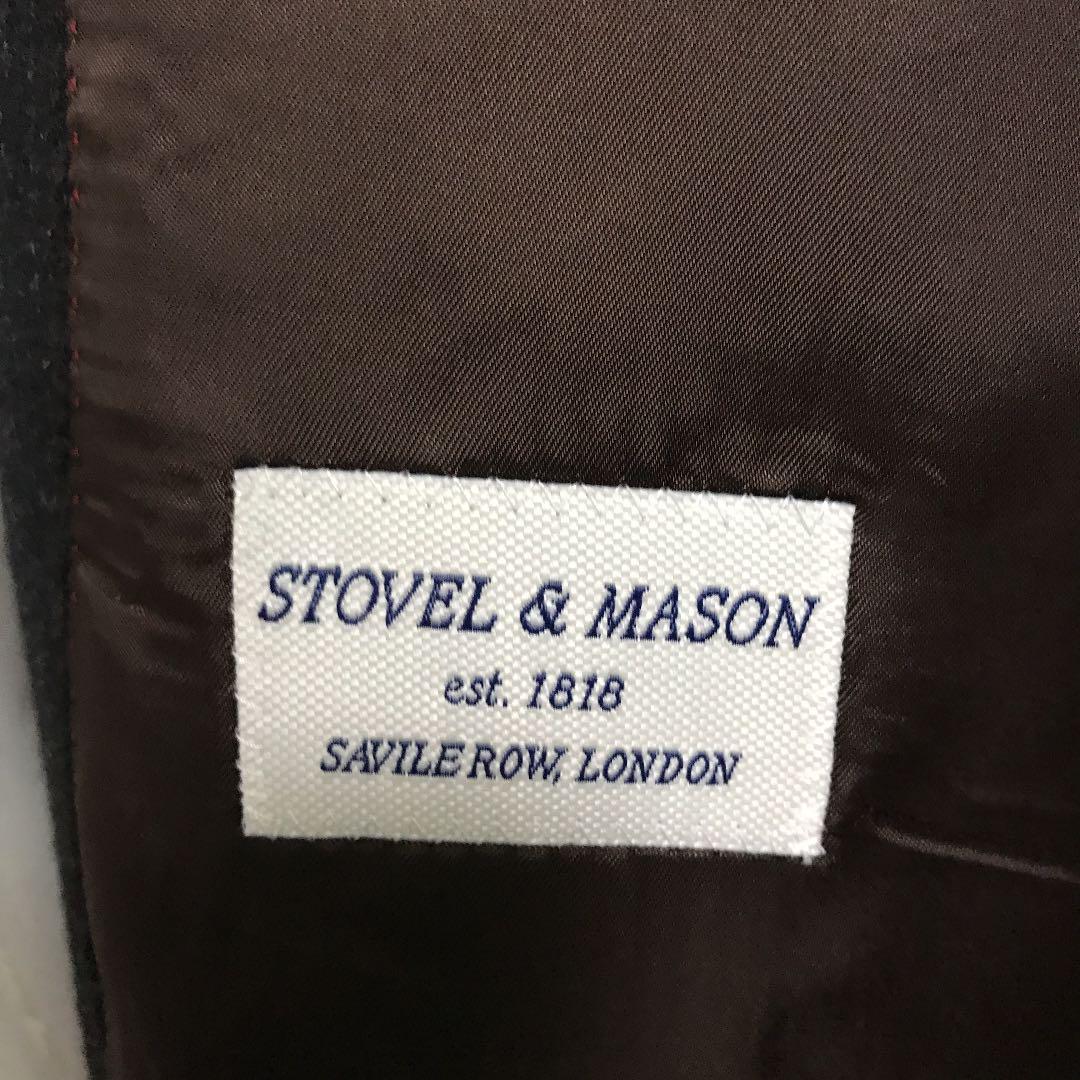 STOVEL & MASON
est. 1818
SAVILE ROW, LONDON